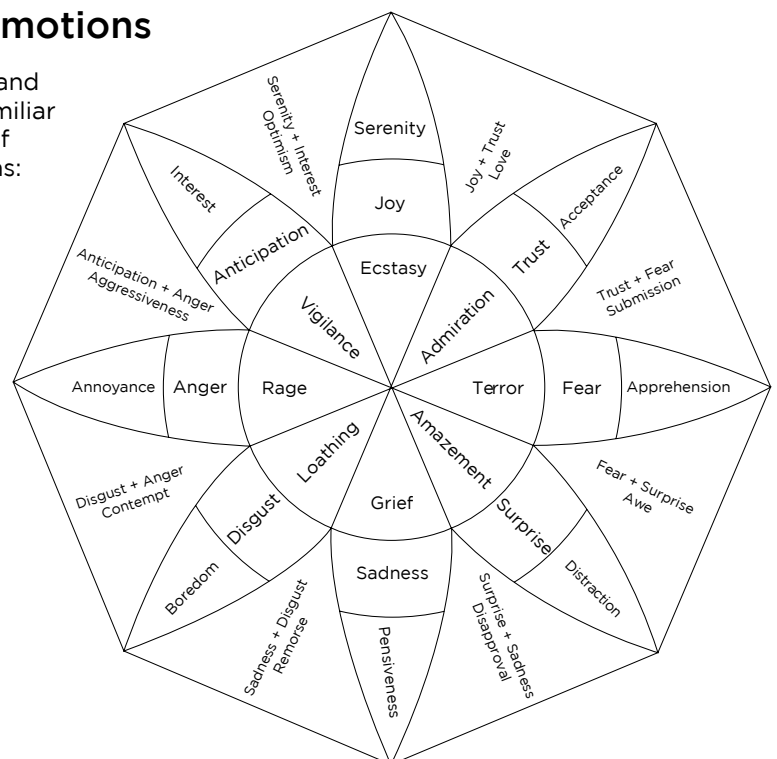 motions
and
miliar
f
s:
Serenity
Joy
Ecstasy
Joy + Trust
Love
Acceptance
Trust
Admiration
Trust + Fear
Submission
Apprehension
Fear
Terror
Fear + Surprise
Awe
Distraction
Surprise
Amazement
Surprise + Sadness
Disapproval
Pensiveness
Sadness
Grief
Sadness + Disgust
Remorse
Boredom
Disgust
Loathing
Disgust + Anger
Contempt
Annoyance
Anger
Rage
Anticipation + Anger
Aggressiveness
Interest
Anticipation
Vigilance
Serenity + Interest
Optimism